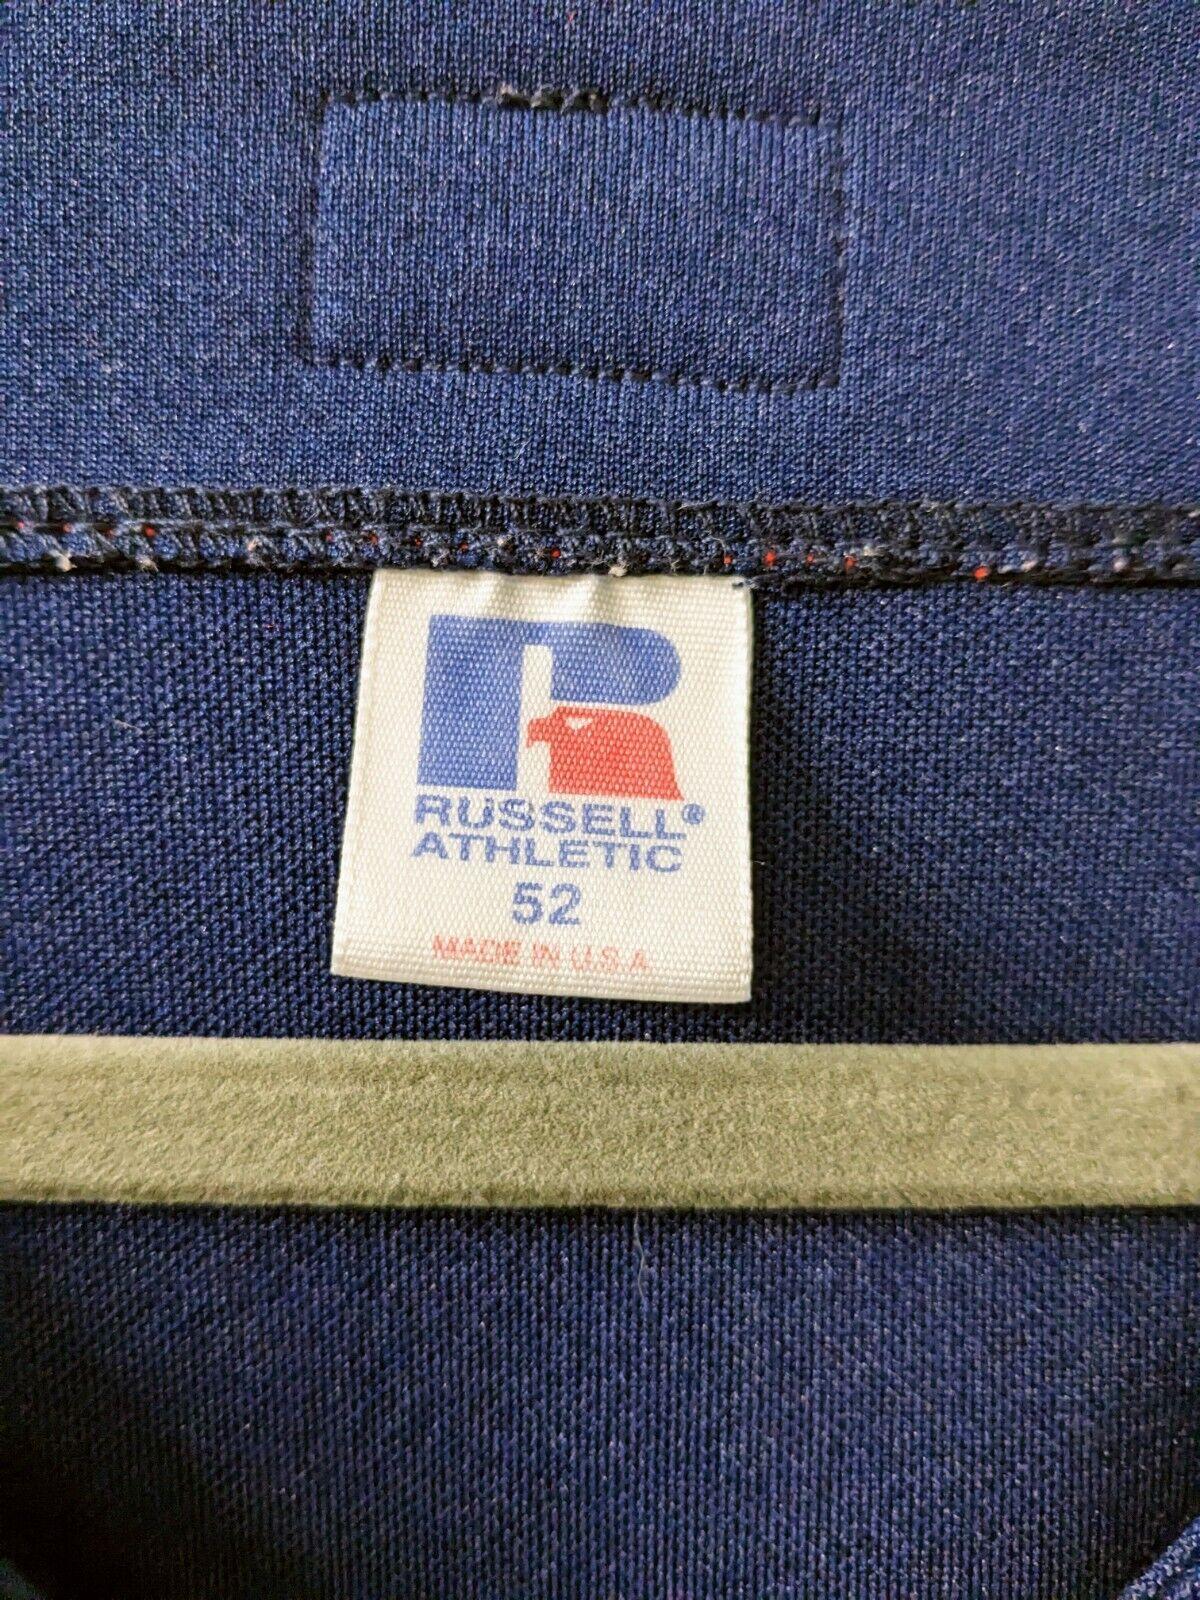 RUSSELL®
ATHLETIC
52
MADE IN U.S.A